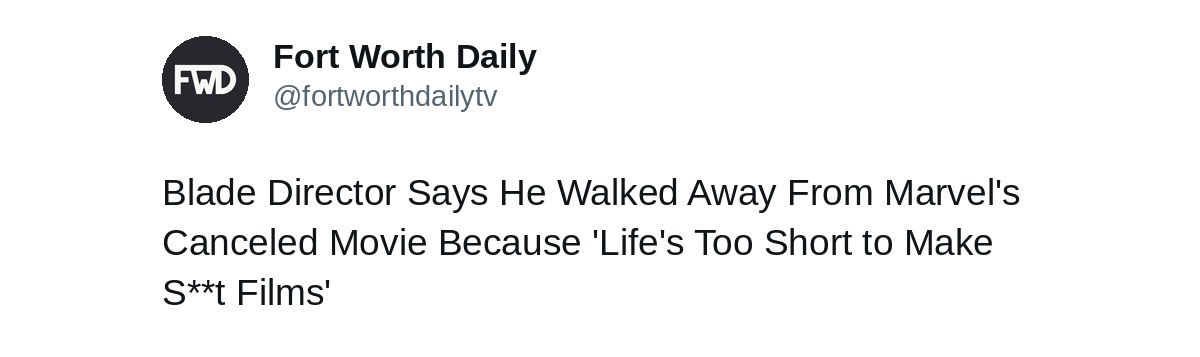 FWD
Fort Worth Daily
@fortworthdailytv
Blade Director Says He Walked Away From Marvel's
Canceled Movie Because 'Life's Too Short to Make
S**t Films'